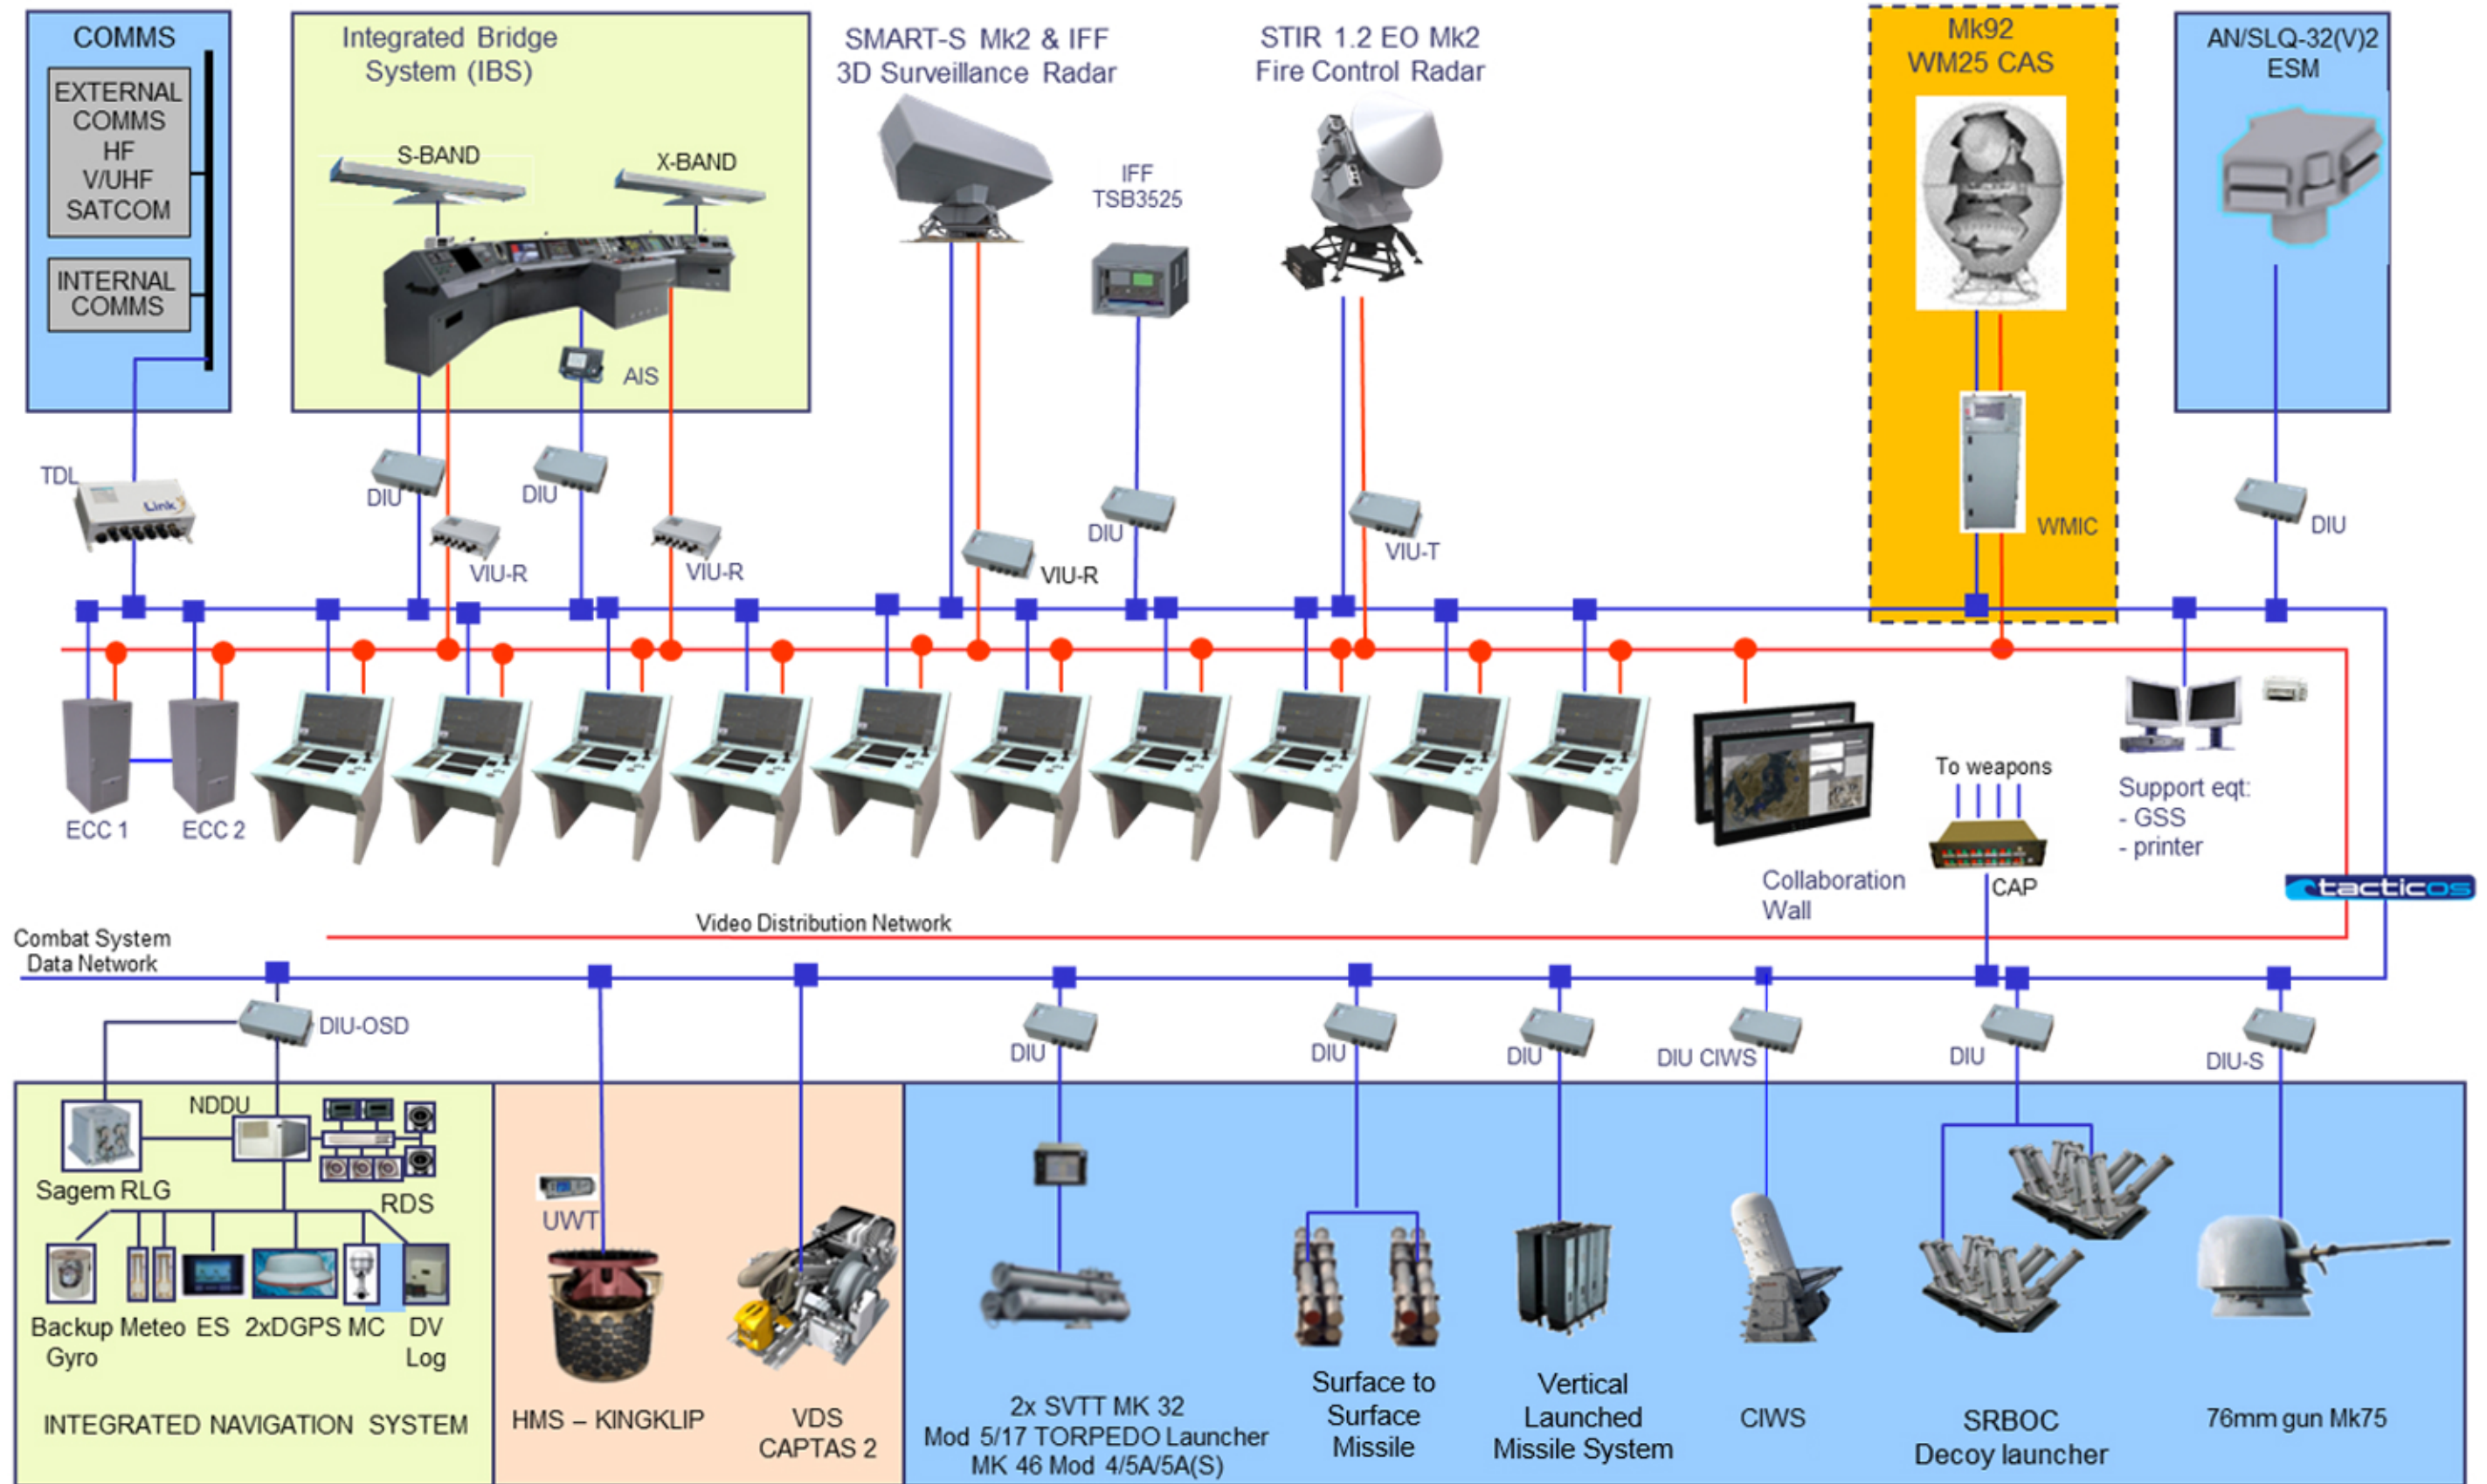 COMMS
EXTERNAL
COMMS
HF
V/UHF
SATCOM
INTERNAL
COMMS
Integrated Bridge
System (IBS)
S-BAND
X-BAND
AIS
SMART-S Mk2 & IFF
3D Surveillance Radar
IFF
TSB3525
STIR 1.2 EO Mk2
Fire Control Radar
Mk92
WM25 CAS
WMIC
AN/SLQ-32(V)2
ESM
TDL
Link
DIU
VIU-R
DIU
VIU-R
VIU-R
DIU
VIU-T
DIU
ECC 1
ECC 2
Collaboration
Wall
To weapons
CAP
Support eqt:
- GSS
- printer
tacticos
Video Distribution Network
Combat System
Data Network
DIU-OSD
DIU
DIU
DIU
DIU CIWS
DIU
DIU-S
NDDU
Sagem RLG
RDS
Backup
Gyro
Meteo
ES
2xDGPS
MC
DV
Log
INTEGRATED NAVIGATION SYSTEM
UWT
HMS – KINGKLIP
VDS
CAPTAS 2
2x SVTT MK 32
Mod 5/17 TORPEDO Launcher
MK 46 Mod 4/5A/5A(S)
Surface to
Surface
Missile
Vertical
Launched
Missile System
CIWS
SRBOC
Decoy launcher
76mm gun Mk75